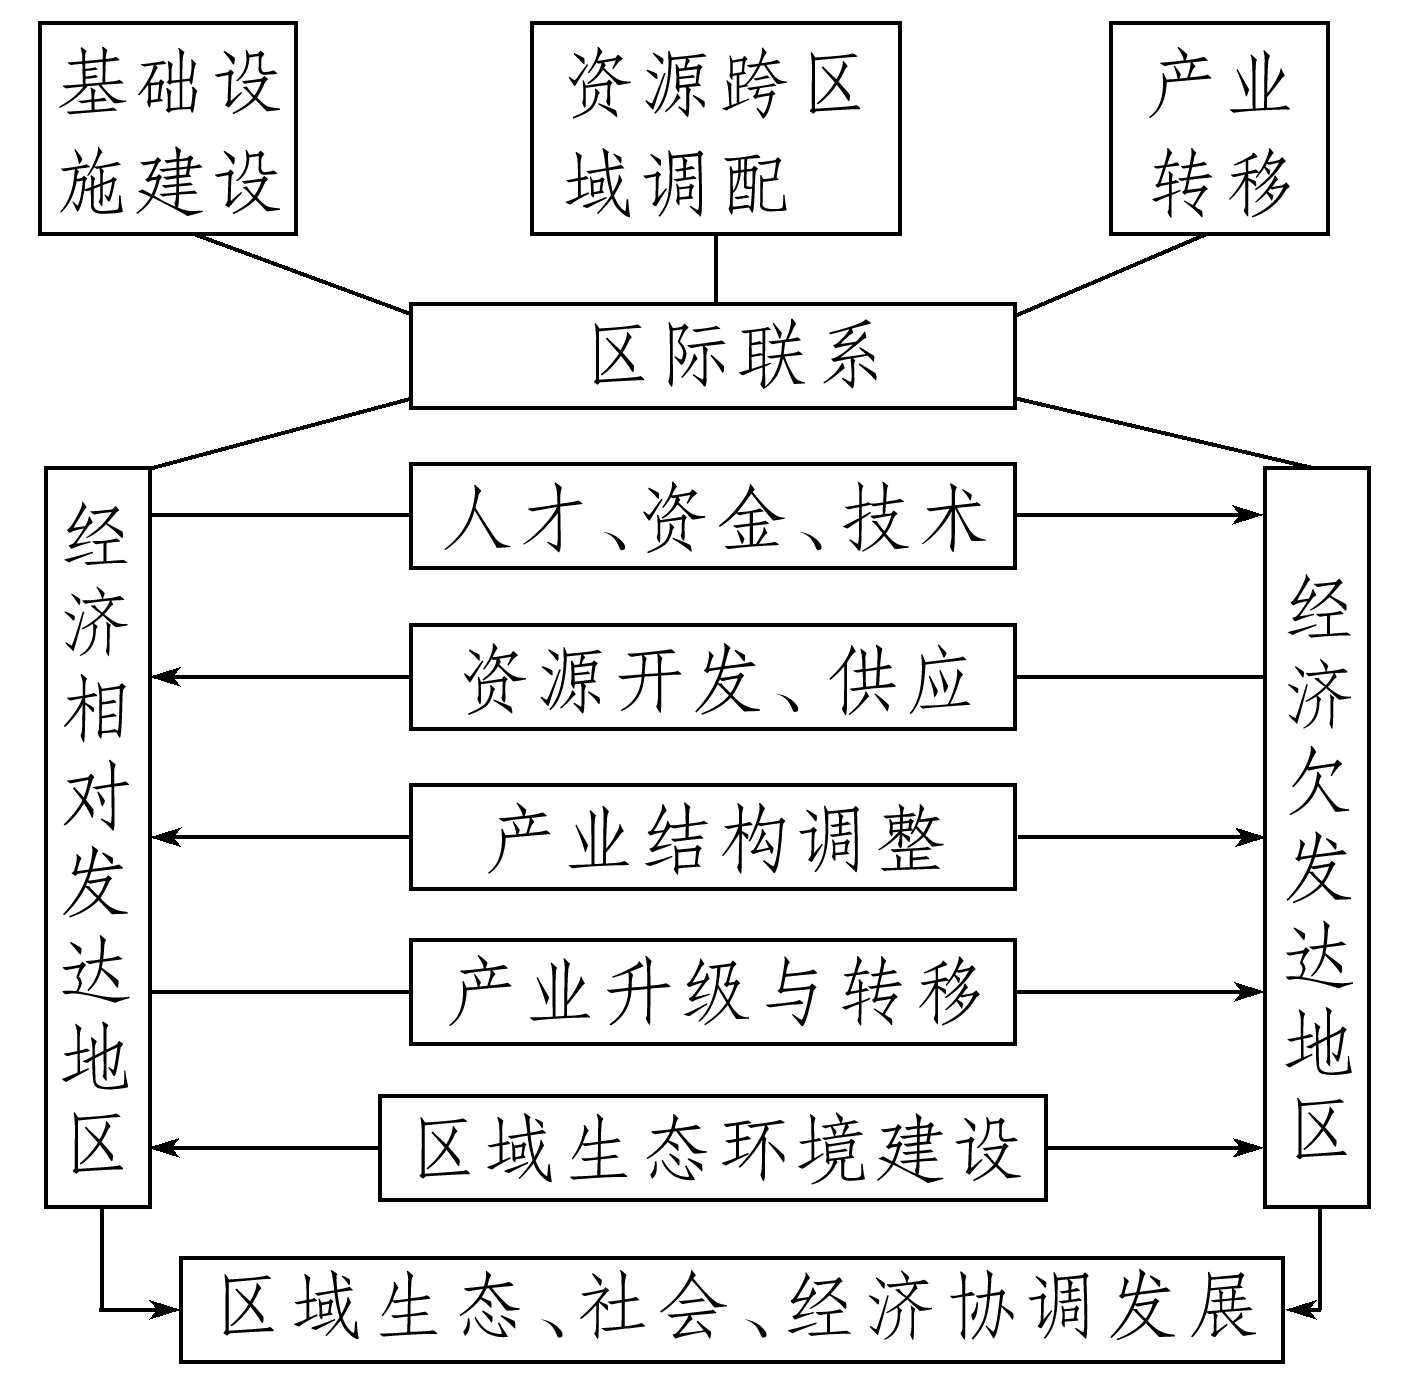 基础设
施建设
资源跨区
域调配
产业
转移
区际联系
经济相对发达地区
人才、资金、技术
资源开发、供应
产业结构调整
产业升级与转移
区域生态环境建设
经济欠发达地区
区域生态、社会、经济协调发展